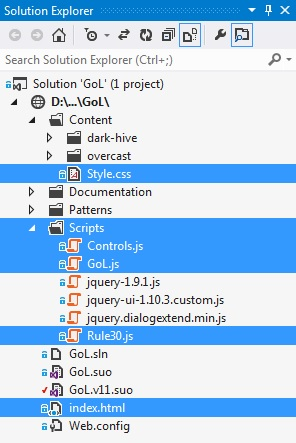 Solution Explorer
Search Solution Explorer (Ctrl+;)
Solution 'GoL' (1 project)
D:\...\GoL\
Content
dark-hive
overcast
Style.css
Documentation
Patterns
Scripts
Controls.js
GoL.js
jquery-1.9.1.js
jquery-ui-1.10.3.custom.js
jquery.dialogextend.min.js
Rule30.js
GoL.sln
GoL.suo
GoL.v11.suo
index.html
Web.config